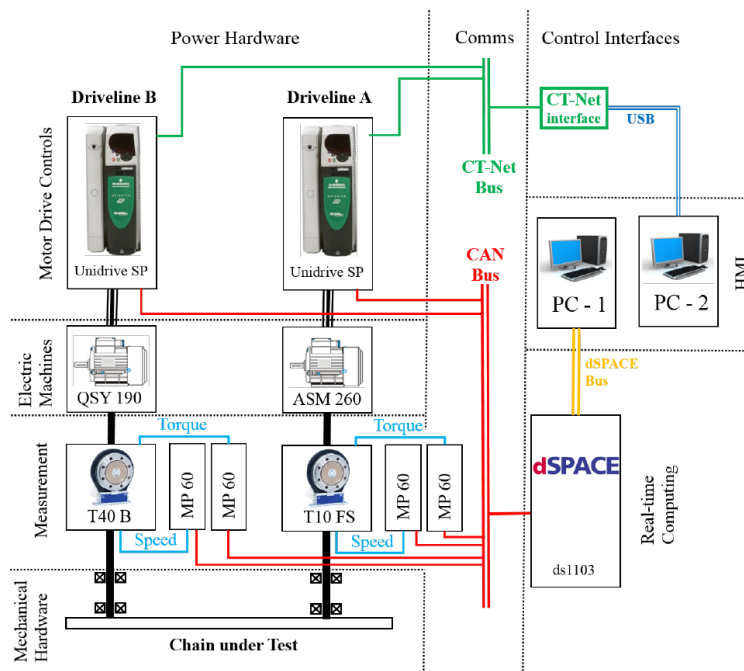 Power Hardware
Comms
Control Interfaces
Driveline B
Driveline A
CT-Net
interface
USB
CT-Net
Bus
Motor Drive Controls
Unidrive SP
Unidrive SP
CAN
Bus
PC - 1
PC - 2
HMI
Electric
Machines
QSY 190
ASM 260
dSPACE
Bus
Measurement
Torque
Torque
T40 B
MP 60
MP 60
T10 FS
MP 60
MP 60
Speed
Speed
dSPACE
ds1103
Real-time
Computing
Mechanical
Hardware
Chain under Test